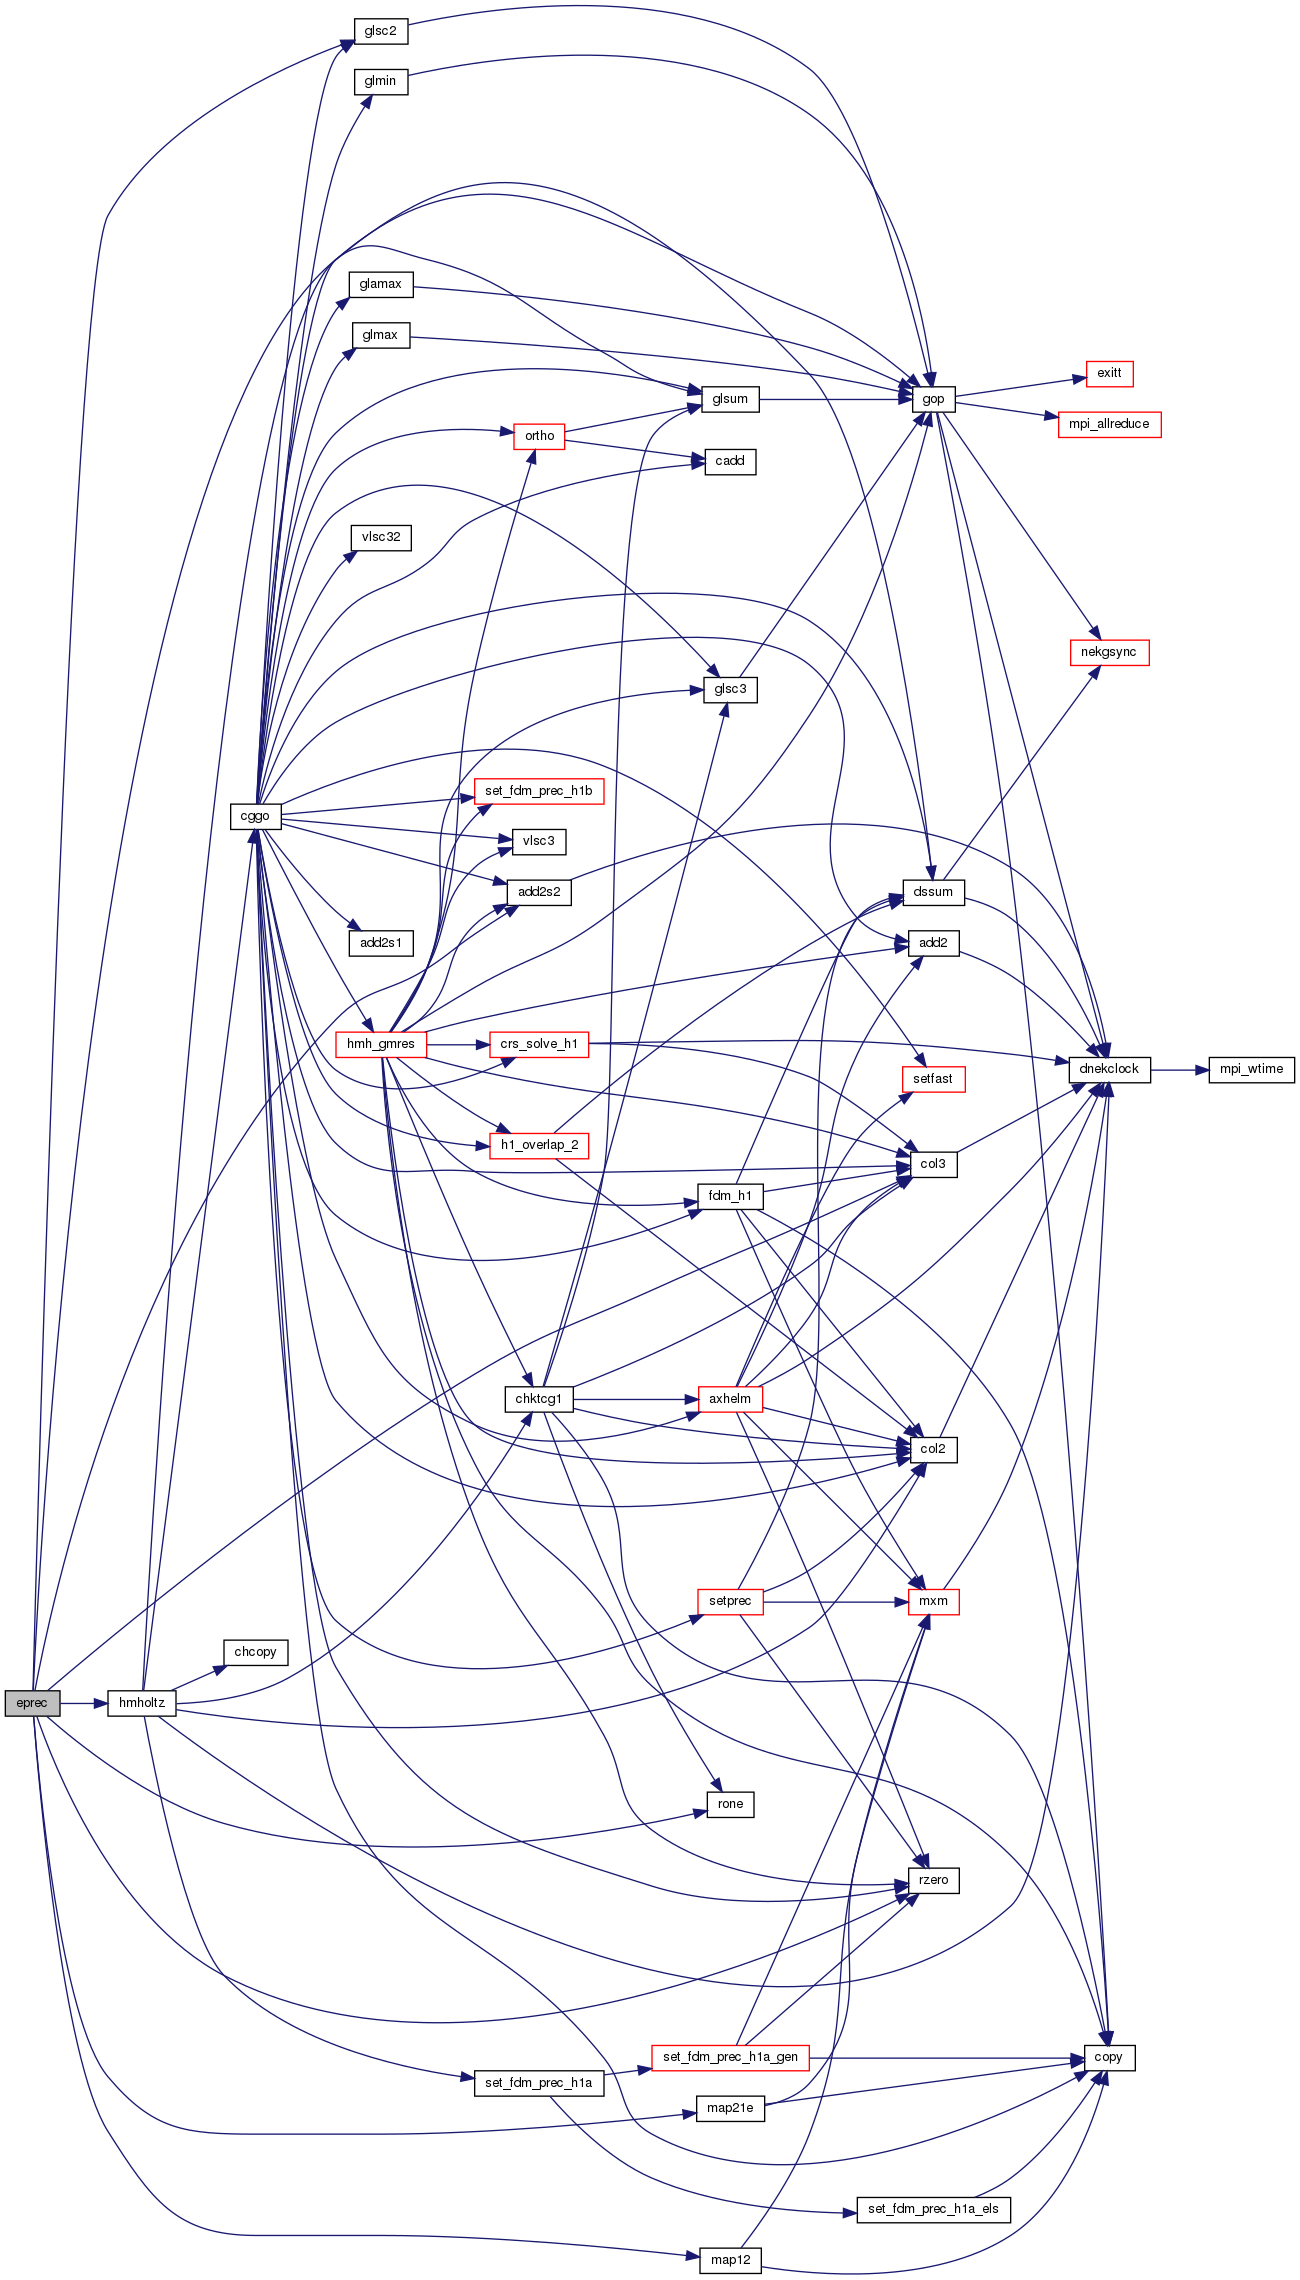 glsc2
glmin
glamax
glmax
exitt
glsum
gop
mpi_allreduce
ortho
cadd
vlsc32
nekgsync
glsc3
set_fdm_prec_h1b
cggo
vlsc3
add2s2
dssum
add2s1
add2
hmh_gmres
crs_solve_h1
dnekclock
mpi_wtime
setfast
h1_overlap_2
col3
fdm_h1
chktcg1
axhelm
col2
setprec
mxm
chcopy
eprec
hmholtz
rone
rzero
set_fdm_prec_h1a_gen
copy
set_fdm_prec_h1a
map21e
set_fdm_prec_h1a_els
map12